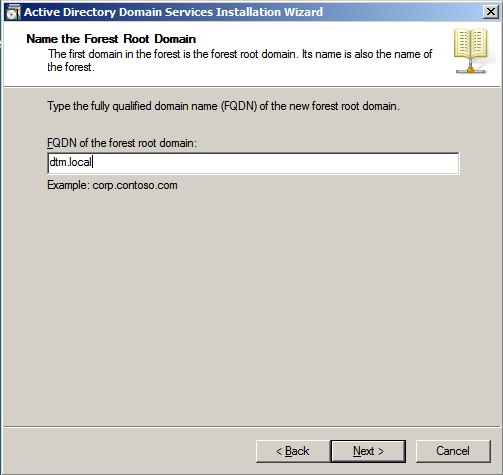 Active Directory Domain Services Installation Wizard
Name the Forest Root Domain
The first domain in the forest is the forest root domain. Its name is also the name of
the forest.
Type the fully qualified domain name (FQDN) of the new forest root domain.
FQDN of the forest root domain:
dtm.local
Example: corp.contoso.com
< Back
Next >
Cancel